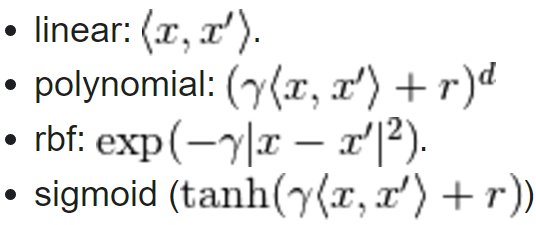 • linear: ⟨x, x′⟩.
• polynomial: (γ⟨x, x′⟩ + r)ᵈ
• rbf: exp(−γ|x − x′|²).
• sigmoid (tanh(γ⟨x, x′⟩ + r))